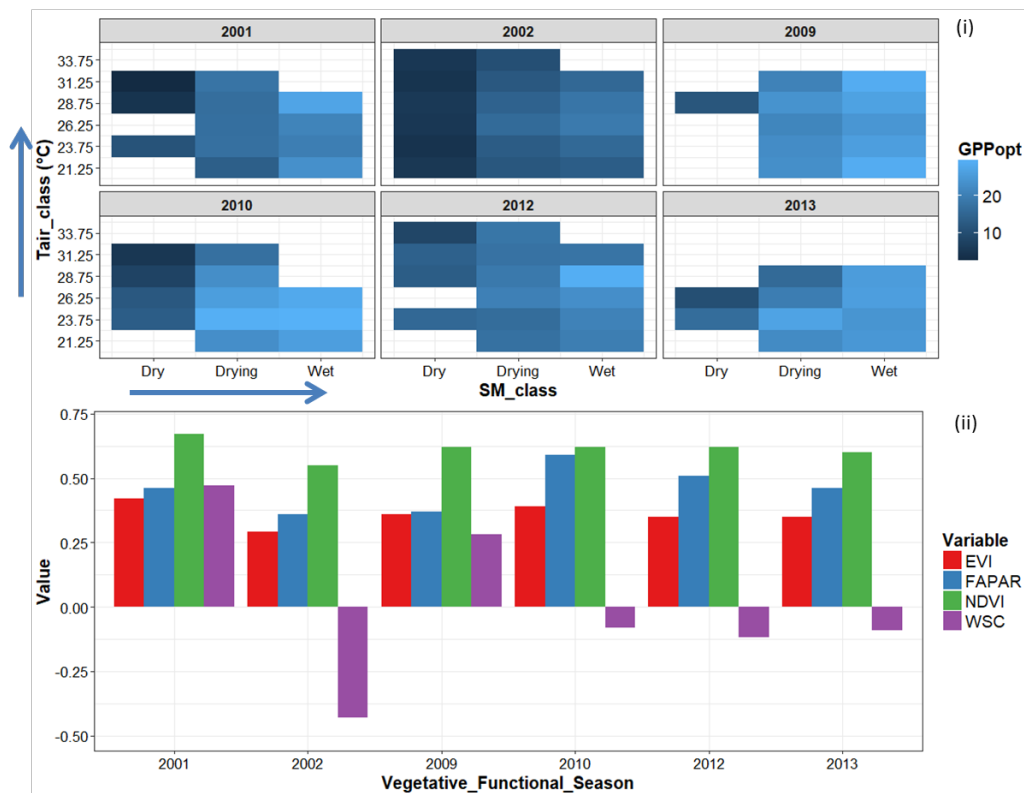 (i)
2001 2002 2009
33.75
31.25
28.75
26.25
23.75
21.25
2010 2012 2013
33.75
31.25
28.75
26.25
23.75
21.25
Tair_class (°C)
Dry Drying Wet Dry Drying Wet Dry Drying Wet
SM_class
GPPopt
20
10
(ii)
0.75
0.50
0.25
0.00
-0.25
-0.50
Value
2001 2002 2009 2010 2012 2013
Vegetative_Functional_Season
Variable
EVI
FAPAR
NDVI
WSC